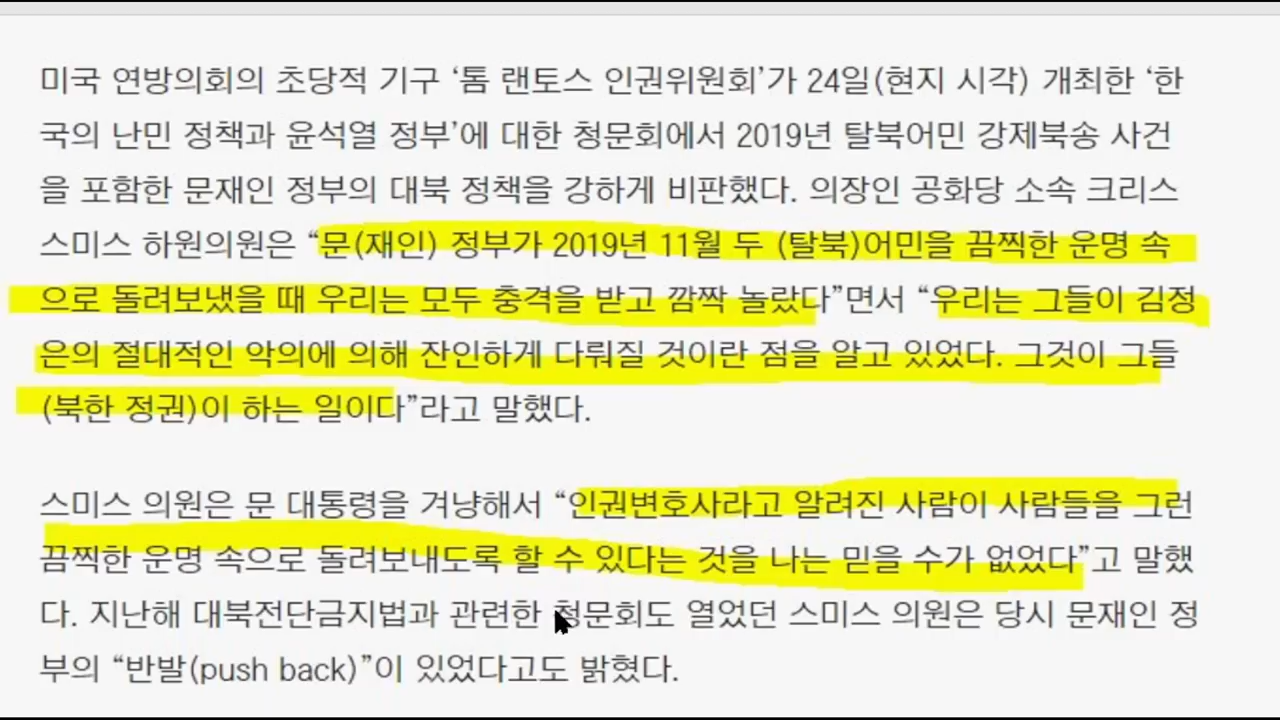 미국 연방의회의 초당적 기구 ‘톰 랜토스 인권위원회’가 24일(현지 시각) 개최한 ‘한
국의 난민 정책과 윤석열 정부’에 대한 청문회에서 2019년 탈북어민 강제북송 사건
을 포함한 문재인 정부의 대북 정책을 강하게 비판했다. 의장인 공화당 소속 크리스
스미스 하원의원은 “문(재인) 정부가 2019년 11월 두 (탈북)어민을 끔찍한 운명 속
으로 돌려보냈을 때 우리는 모두 충격을 받고 깜짝 놀랐다”면서 “우리는 그들이 김정
은의 절대적인 악의에 의해 잔인하게 다뤄질 것이란 점을 알고 있었다. 그것이 그들
(북한 정권)이 하는 일이다”라고 말했다.
스미스 의원은 문 대통령을 겨냥해서 “인권변호사라고 알려진 사람이 사람들을 그런
끔찍한 운명 속으로 돌려보내도록 할 수 있다는 것을 나는 믿을 수가 없었다”고 말했
다. 지난해 대북전단금지법과 관련한 청문회도 열었던 스미스 의원은 당시 문재인 정
부의 “반발(push back)”이 있었다고도 밝혔다.